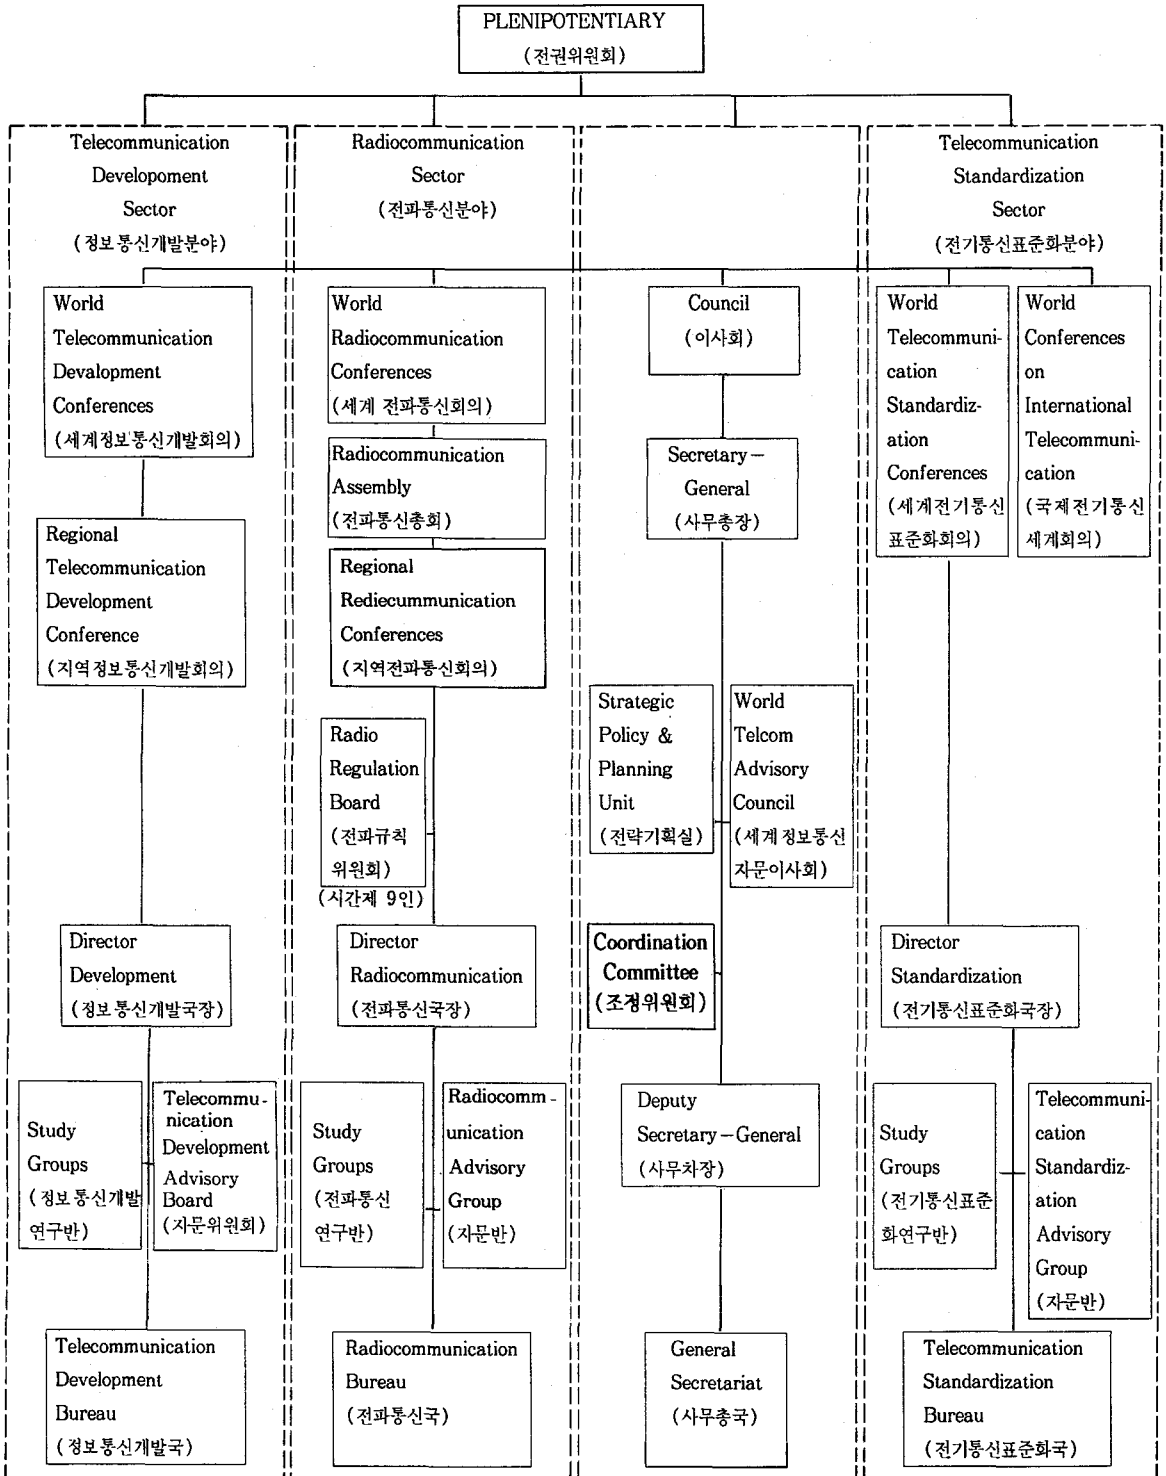 PLENIPOTENTIARY
(전권위원회)
Telecommunication
Developoment
Sector
(정보통신개발분야)
World
Telecommunication
Devalopment
Conferences
(세계정보통신개발회의)
Regional
Telecommunication
Development
Conference
(지역정보통신개발회의)
Director
Development
(정보통신개발국장)
Study
Groups
(정보통신개발
연구반)
Telecommu-
nication
Development
Advisory
Board
(자문위원회)
Telecommunication
Development
Bureau
(정보통신개발국)
Radiocommunication
Sector
(전파통신분야)
World
Radiocommunication
Conferences
(세계 전파통신회의)
Radiocommunication
Assembly
(전파통신총회)
Regional
Rediecummunication
Conferences
(지역전파통신회의)
Radio
Regulation
Board
(전파규칙
위원회)
(시간제 9인)
Director
Radiocommunication
(전파통신국장)
Study
Groups
(전파통신
연구반)
Radiocomm-
unication
Advisory
Group
(자문반)
Radiocommunication
Bureau
(전파통신국)
Council
(이사회)
Secretary-
General
(사무총장)
Strategic
Policy &
Planning
Unit
(전략기획실)
World
Telcom
Advisory
Council
(세계정보통신
자문이사회)
Coordination
Committee
(조정위원회)
Deputy
Secretary-General
(사무차장)
General
Secretariat
(사무총국)
Telecommunication
Standardization
Sector
(전기통신표준화분야)
World
Telecommuni-
cation
Standardiz-
ation
Conferences
(세계전기통신
표준화회의)
World
Conferences
on
International
Telecommuni-
cation
(국제전기통신
세계회의)
Director
Standardization
(전기통신표준화국장)
Study
Groups
(전기통신표준
화연구반)
Telecommuni-
cation
Standardiz-
ation
Advisory
Group
(자문반)
Telecommunication
Standardization
Bureau
(전기통신표준화국)